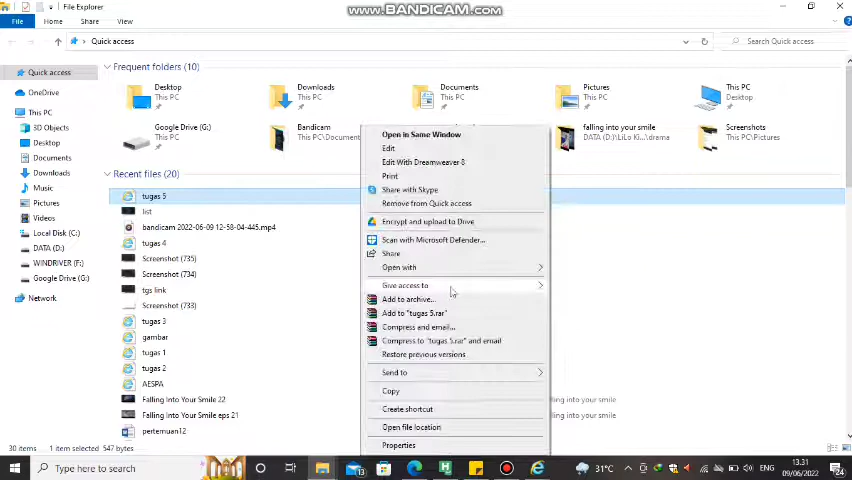 File Explorer
www.BANDICAM.com
File Home Share View
Quick access
Search Quick access
Quick access
OneDrive
This PC
3D Objects
Desktop
Documents
Downloads
Music
Pictures
Videos
Local Disk (C:)
DATA (D:)
WINDRIVER (F:)
Google Drive (G:)
Network
Frequent folders (10)
Desktop
This PC
Downloads
This PC
Documents
This PC
Pictures
This PC
This PC
Desktop
Google Drive (G:)
Bandicam
This PC\Document
falling into your smile
DATA (D:)\LiLo Ki...\drama
Screenshots
This PC\Pictures
Recent files (20)
tugas 5
list
bandicam 2022-06-09 12-58-04-445.mp4
tugas 4
Screenshot (735)
Screenshot (734)
tgs link
Screenshot (733)
tugas 3
gambar
tugas 1
tugas 2
AESPA
Falling Into Your Smile 22
Falling Into Your Smile eps 21
pertemuan12
Open in Same Window
Edit
Edit With Dreamweaver 8
Print
Share with Skype
Remove from Quick access
Encrypt and upload to Drive
Scan with Microsoft Defender...
Share
Open with
Give access to
Add to archive...
Add to "tugas 5.rar"
Compress and email...
Compress to "tugas 5.rar" and email
Restore previous versions
Send to
Copy
Create shortcut
Open file location
Properties
alling into your smile
alling into your smile
30 items 1 item selected 547 bytes
Type here to search
13
31°C
ENG
13.31
09/06/2022
24